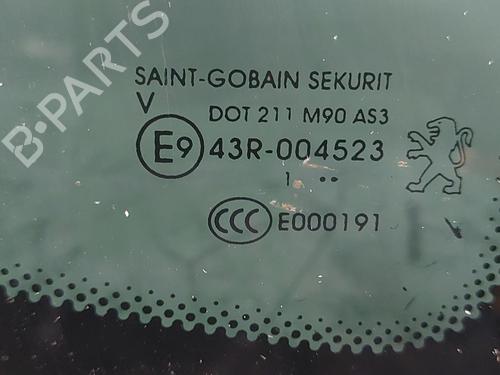 B-PARTS
SAINT-GOBAIN SEKURIT
V
DOT 211 M90 AS3
E9 43R-004523
1 ..
CCC E000191